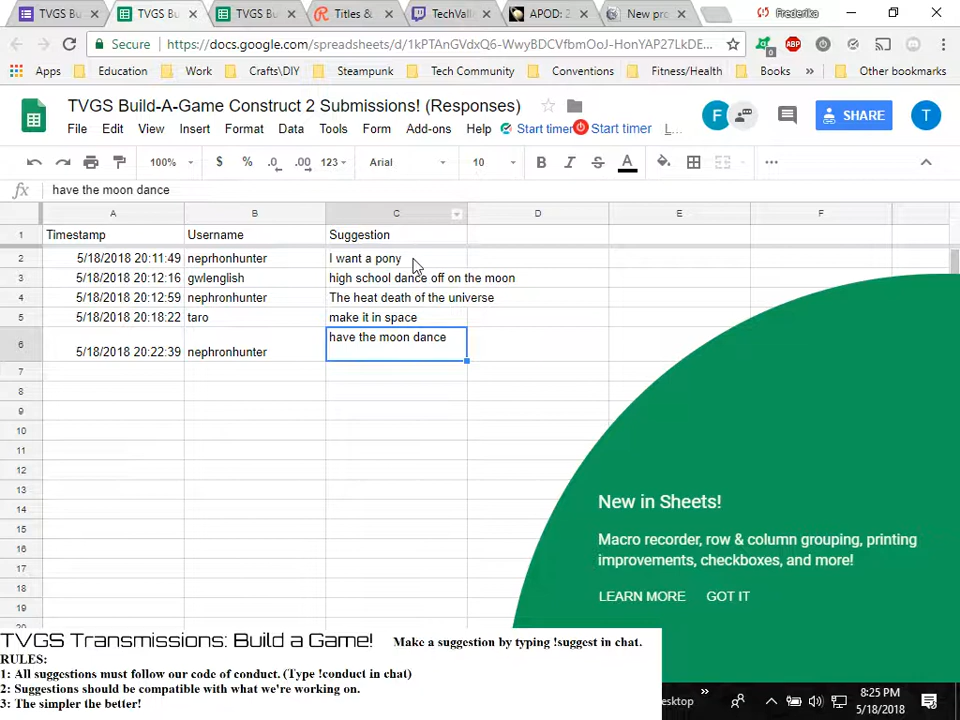 TVGS Bu
TVGS Bu
TVGS Bu
Titles &
TechVall
APOD: 2
New pro
Frederika
Secure
https://docs.google.com/spreadsheets/d/1kPTAnGVdxQ6-WwyBDCVfbmOoJ-HonYAP27LkDE...
Apps
Education
Work
Crafts\DIY
Steampunk
Tech Community
Conventions
Fitness/Health
Books
»
Other bookmarks
TVGS Build-A-Game Construct 2 Submissions! (Responses)
F
SHARE
T
File Edit View Insert Format Data Tools Form Add-ons Help Start timer Start timer L...
100% $ % .0 .00 123 Arial 10 B I S A
fx have the moon dance
A B C D E F
1 Timestamp Username Suggestion
2 5/18/2018 20:11:49 neprhonhunter I want a pony
3 5/18/2018 20:12:16 gwlenglish high school dance off on the moon
4 5/18/2018 20:12:59 nephronhunter The heat death of the universe
5 5/18/2018 20:18:22 taro make it in space
6 5/18/2018 20:22:39 nephronhunter have the moon dance
7
8
9
10
11
12
13
14
15
16
17
18
19
New in Sheets!
Macro recorder, row & column grouping, printing
improvements, checkboxes, and more!
LEARN MORE GOT IT
TVGS Transmissions: Build a Game! Make a suggestion by typing !suggest in chat.
RULES:
1: All suggestions must follow our code of conduct. (Type !conduct in chat)
2: Suggestions should be compatible with what we're working on.
3: The simpler the better!
esktop
»
8:25 PM
5/18/2018